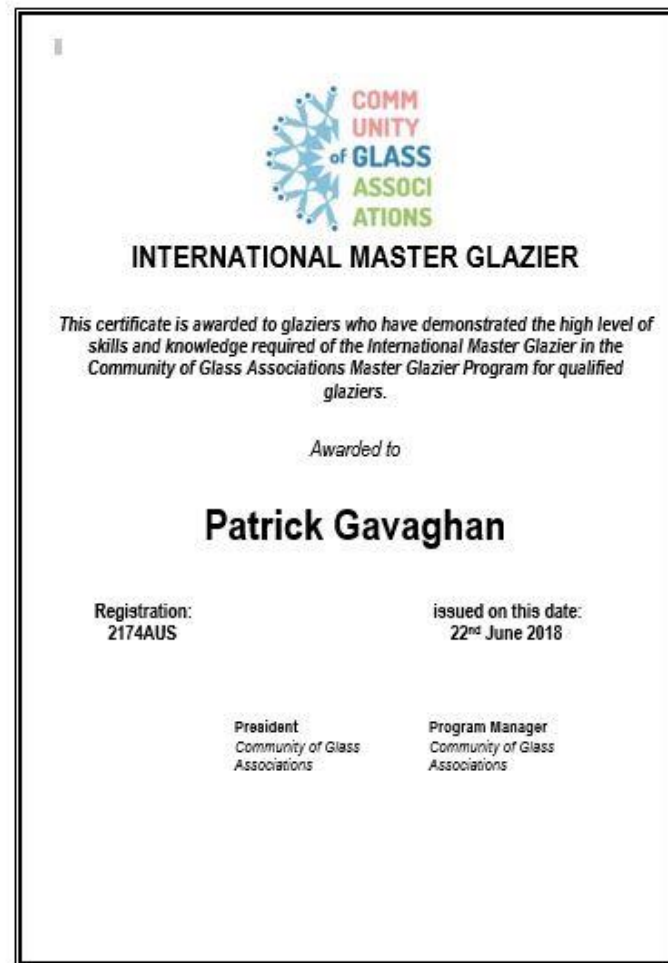 COMM
UNITY
of GLASS
ASSOCI
ATIONS
INTERNATIONAL MASTER GLAZIER
This certificate is awarded to glaziers who have demonstrated the high level of
skills and knowledge required of the International Master Glazier in the
Community of Glass Associations Master Glazier Program for qualified
glaziers.
Awarded to
Patrick Gavaghan
Registration:
2174AUS
issued on this date:
22nd June 2018
President
Community of Glass
Associations
Program Manager
Community of Glass
Associations